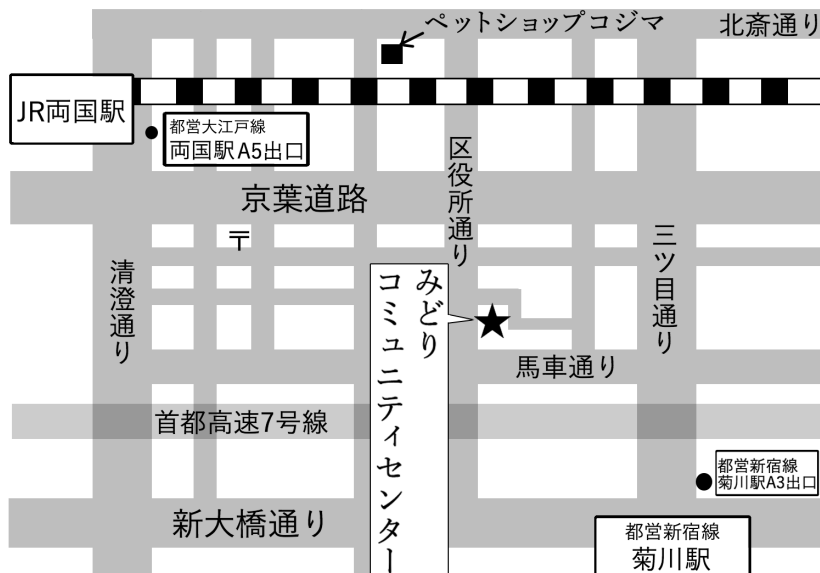 ペットショップコジマ
北斎通り
JR両国駅
都営大江戸線
両国駅A5出口
区役所通り
京葉道路
〒
三ツ目通り
清澄通り
みどり
コミュニティセンター
馬車通り
首都高速7号線
都営新宿線
菊川駅A3出口
新大橋通り
都営新宿線
菊川駅